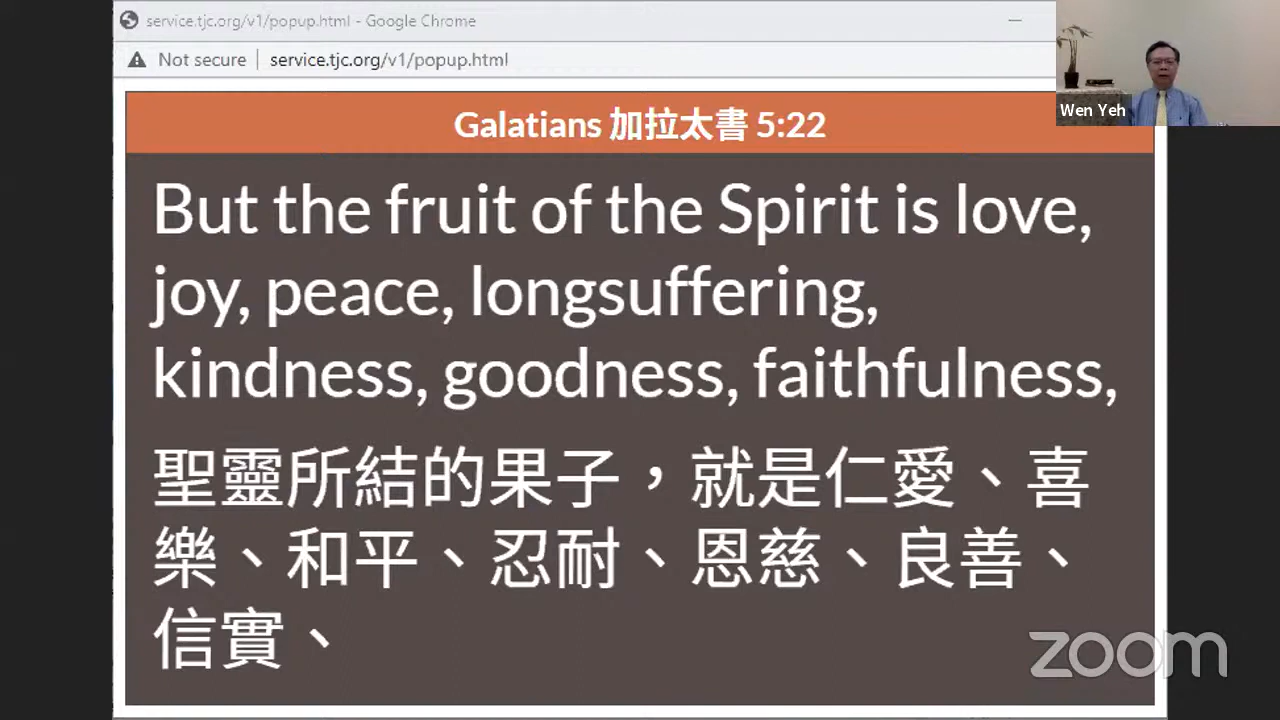 service.tjc.org/v1/popup.html - Google Chrome
Not secure | service.tjc.org/v1/popup.html
Wen Yeh
Galatians 加拉太書 5:22
But the fruit of the Spirit is love,
joy, peace, longsuffering,
kindness, goodness, faithfulness,
聖靈所結的果子，就是仁愛、喜
樂、和平、忍耐、恩慈、良善、
信實、
zoom